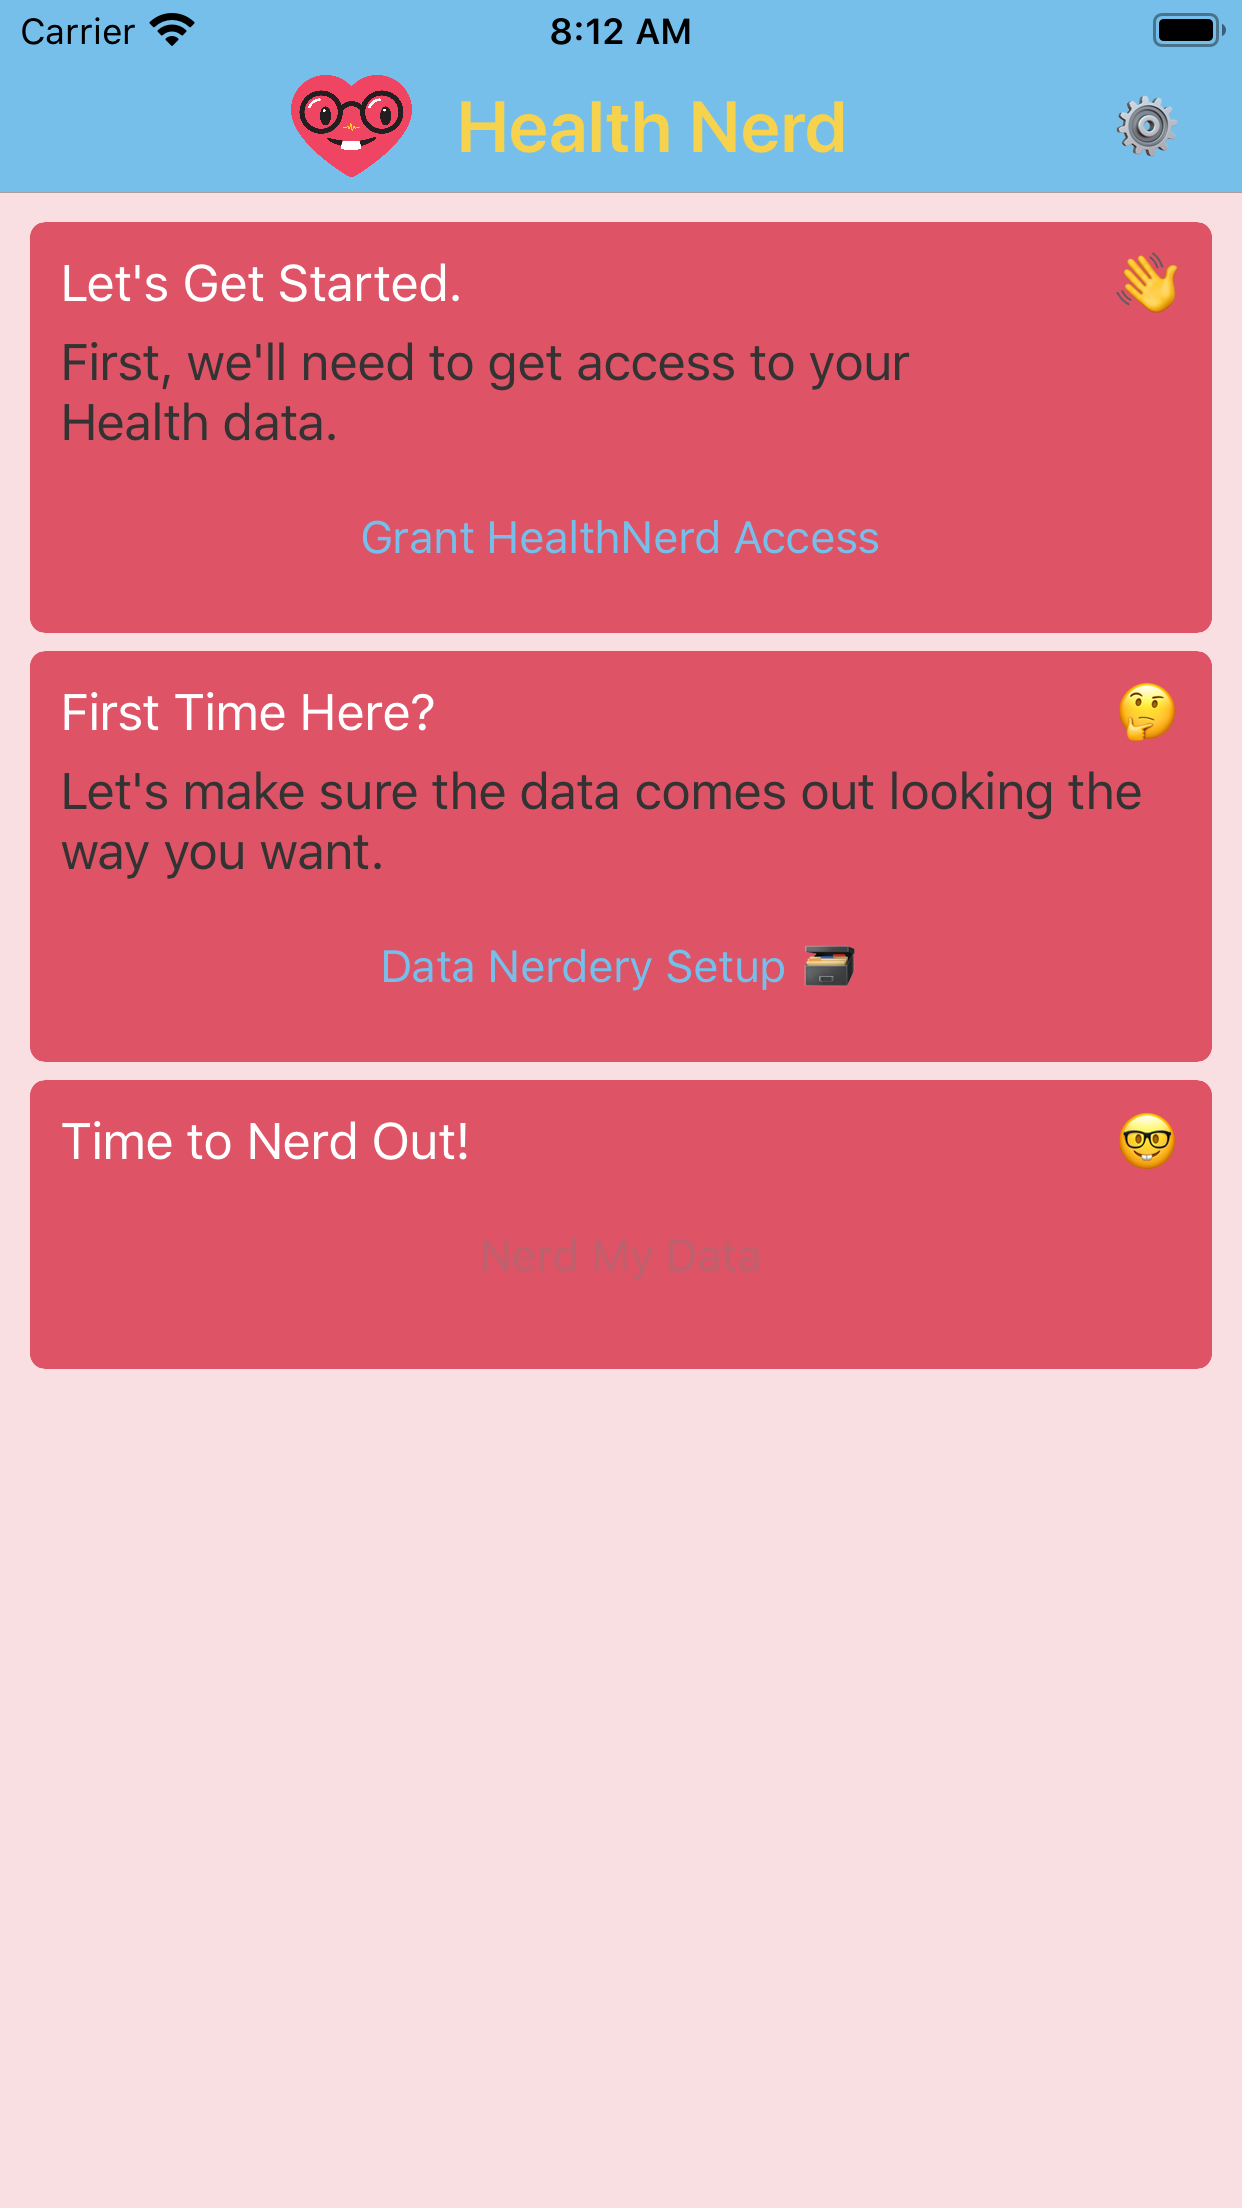 Carrier
8:12 AM
Health Nerd
Let's Get Started.
First, we'll need to get access to your
Health data.
Grant HealthNerd Access
First Time Here?
Let's make sure the data comes out looking the
way you want.
Data Nerdery Setup
Time to Nerd Out!
Nerd My Data